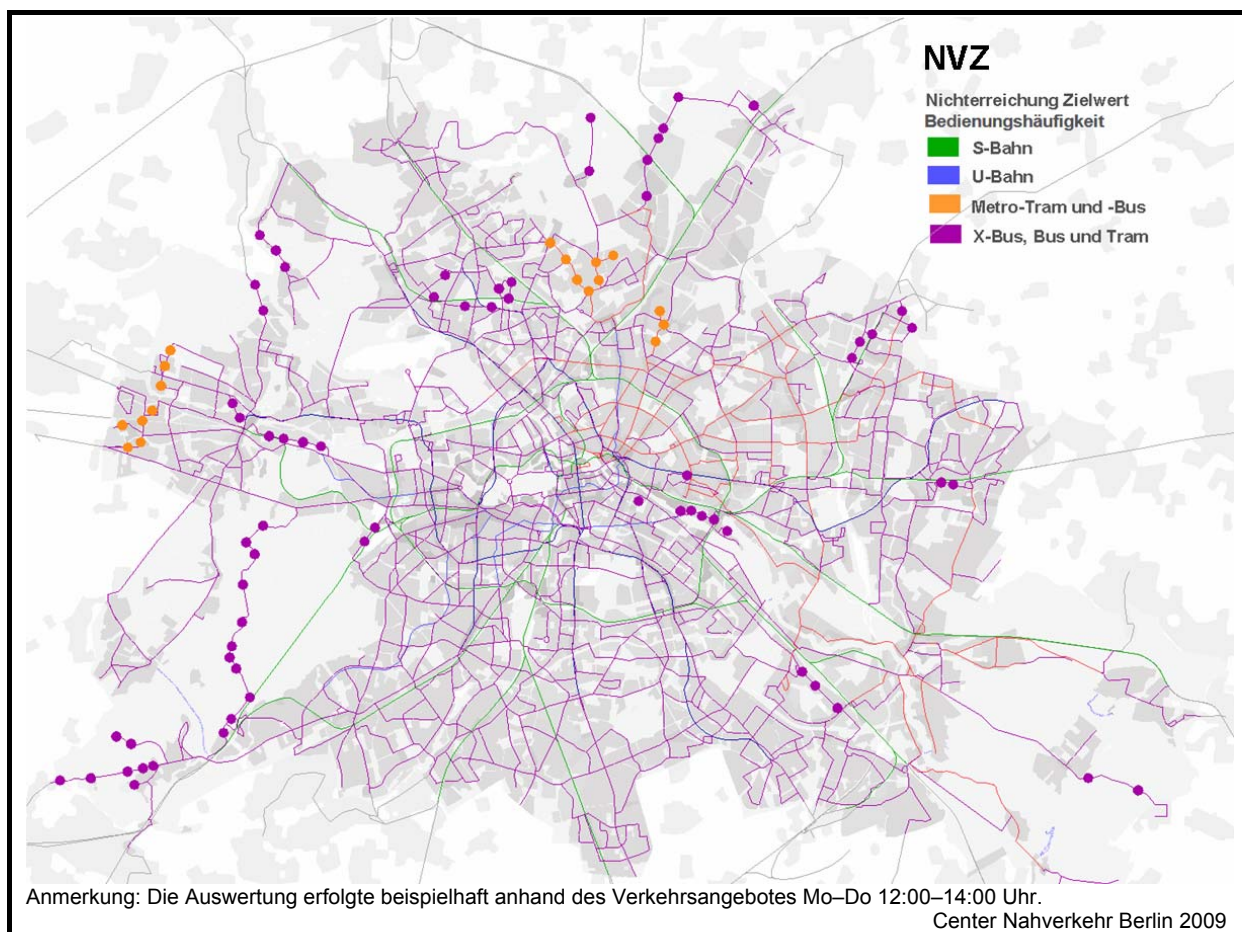 NVZ
Nichterreichung Zielwert
Bedienungshäufigkeit
S-Bahn
U-Bahn
Metro-Tram und -Bus
X-Bus, Bus und Tram
Anmerkung: Die Auswertung erfolgte beispielhaft anhand des Verkehrsangebotes Mo–Do 12:00–14:00 Uhr.
Center Nahverkehr Berlin 2009